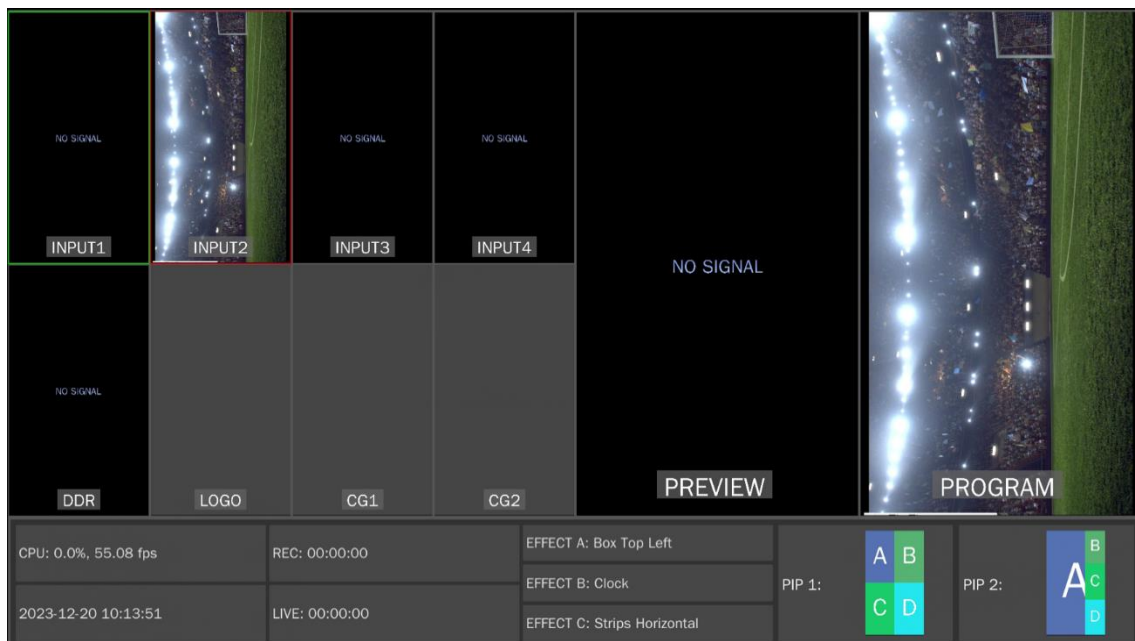 NO SIGNAL
INPUT1
INPUT2
NO SIGNAL
INPUT3
NO SIGNAL
INPUT4
NO SIGNAL
DDR
LOGO
CG1
CG2
NO SIGNAL
PREVIEW
PROGRAM
CPU: 0.0%, 55.08 fps
2023-12-20 10:13:51
REC: 00:00:00
LIVE: 00:00:00
EFFECT A: Box Top Left
EFFECT B: Clock
EFFECT C: Strips Horizontal
PIP 1:
A B
C D
PIP 2:
A
B
C
D